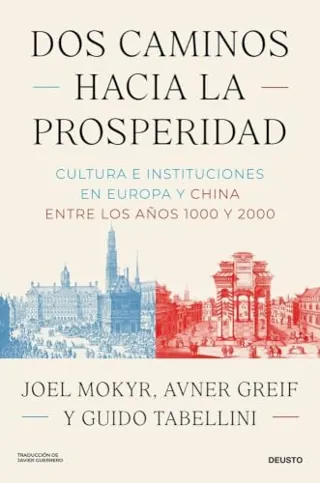 DOS CAMINOS
HACIA LA
PROSPERIDAD
CULTURA E INSTITUCIONES
EN EUROPA Y CHINA
ENTRE LOS AÑOS 1000 Y 2000
JOEL MOKYR, AVNER GREIF
Y GUIDO TABELLINI
TRADUCCIÓN DE
JAVIER GUERRERO
DEUSTO